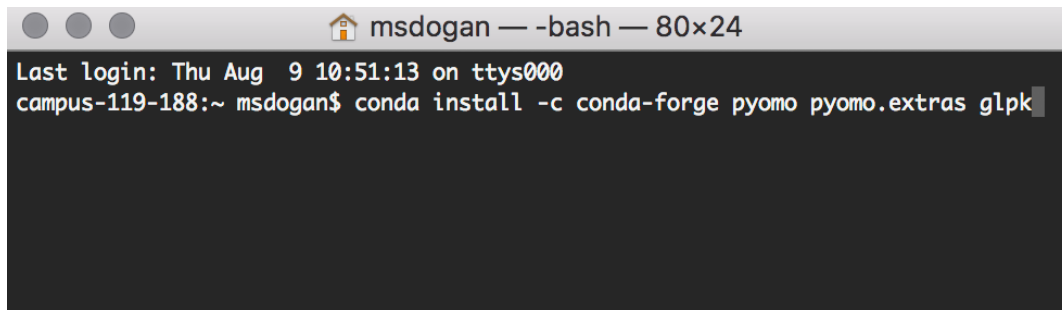 msdogan — -bash — 80×24
Last login: Thu Aug  9 10:51:13 on ttys000
campus-119-188:~ msdogan$ conda install -c conda-forge pyomo pyomo.extras glpk